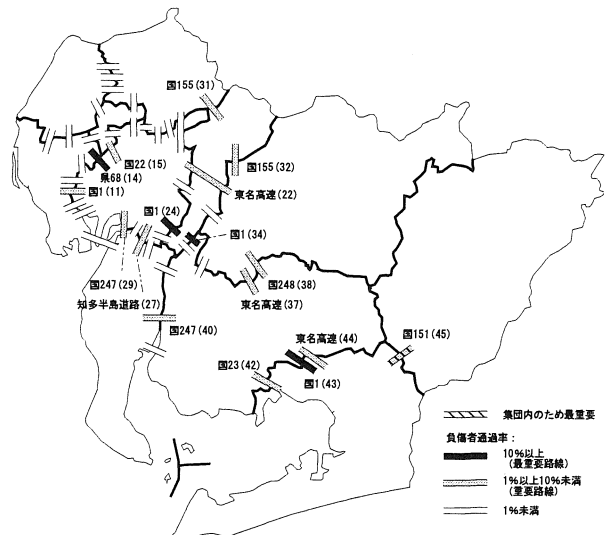 国155(31)
国155(32)
国22(15)
県68(14)
国1(11)
東名高速(22)
国1(24)
国1(34)
国247(29)
知多半島道路(27)
国248(38)
東名高速(37)
国247(40)
東名高速(44)
国151(45)
国23(42)
国1(43)
集団内のため最重要
負傷者通過率:
10%以上
(最重要路線)
1%以上10%未満
(重要路線)
1%未満